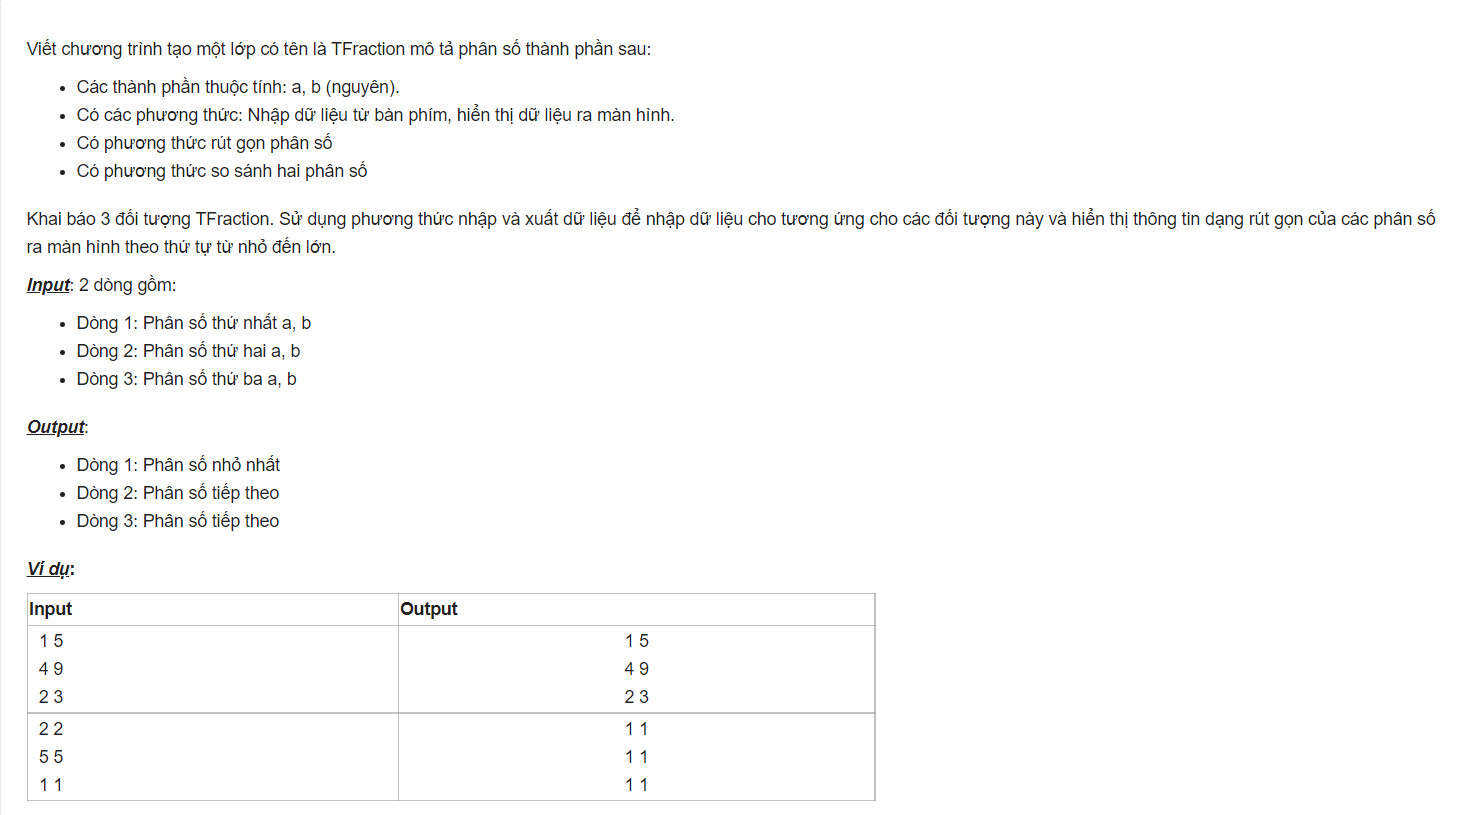 Viết chương trình tạo một lớp có tên là TFraction mô tả phân số thành phần sau:
• Các thành phần thuộc tính: a, b (nguyên).
• Có các phương thức: Nhập dữ liệu từ bàn phím, hiển thị dữ liệu ra màn hình.
• Có phương thức rút gọn phân số
• Có phương thức so sánh hai phân số
Khai báo 3 đối tượng TFraction. Sử dụng phương thức nhập và xuất dữ liệu để nhập dữ liệu cho tương ứng cho các đối tượng này và hiển thị thông tin dạng rút gọn của các phân số
ra màn hình theo thứ tự từ nhỏ đến lớn.
Input: 2 dòng gồm:
• Dòng 1: Phân số thứ nhất a, b
• Dòng 2: Phân số thứ hai a, b
• Dòng 3: Phân số thứ ba a, b
Output:
• Dòng 1: Phân số nhỏ nhất
• Dòng 2: Phân số tiếp theo
• Dòng 3: Phân số tiếp theo
Ví dụ:
Input Output
1 5 1 5
4 9 4 9
2 3 2 3
2 2 1 1
5 5 1 1
1 1 1 1